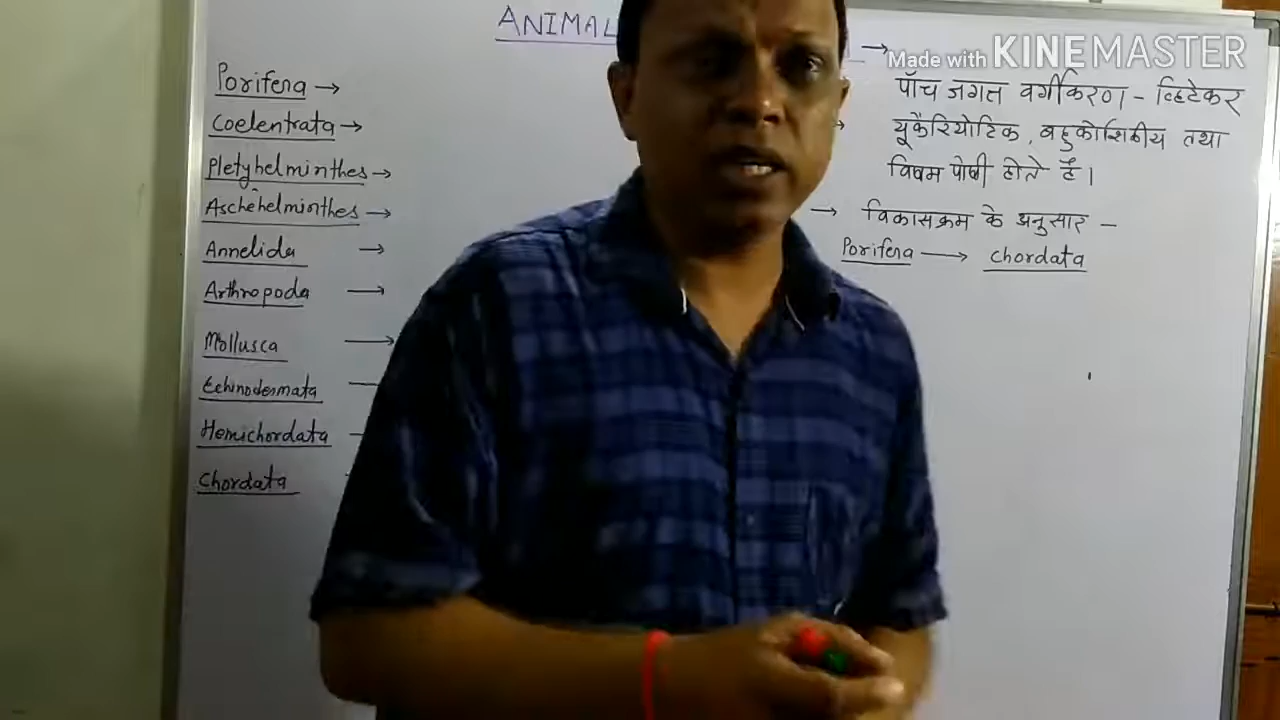 ANIMAL
Made with KINEMASTER
Porifera →
Coelentrata →
Pletyhelminthes →
Aschehelminthes →
Annelida →
Arthropoda →
Mollusca →
Echinodermata
Hemichordata
Chordata
→
पाँच जगत वर्गीकरण – व्हिटेकर
यूकैरियोटिक, बहुकोशिकीय तथा
विषम पोषी होते हैं।
→ विकासक्रम के अनुसार –
Porifera → Chordata